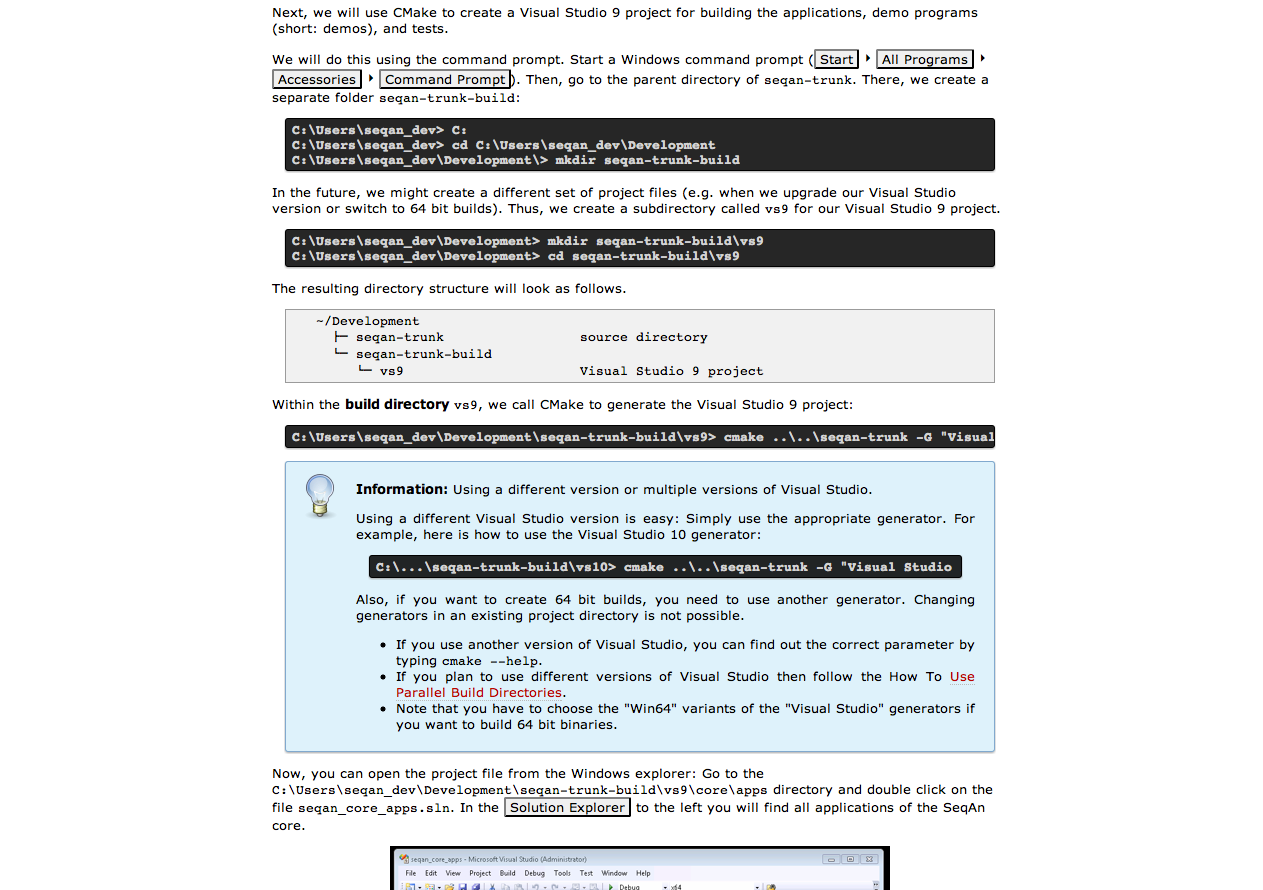 Next, we will use CMake to create a Visual Studio 9 project for building the applications, demo programs
(short: demos), and tests.
We will do this using the command prompt. Start a Windows command prompt (Start ‣ All Programs ‣
Accessories ‣ Command Prompt). Then, go to the parent directory of seqan-trunk. There, we create a
separate folder seqan-trunk-build:
C:\Users\seqan_dev> C:
C:\Users\seqan_dev> cd C:\Users\seqan_dev\Development
C:\Users\seqan_dev\Development\> mkdir seqan-trunk-build
In the future, we might create a different set of project files (e.g. when we upgrade our Visual Studio
version or switch to 64 bit builds). Thus, we create a subdirectory called vs9 for our Visual Studio 9 project.
C:\Users\seqan_dev\Development> mkdir seqan-trunk-build\vs9
C:\Users\seqan_dev\Development> cd seqan-trunk-build\vs9
The resulting directory structure will look as follows.
~/Development
├─ seqan-trunk source directory
└─ seqan-trunk-build
└─ vs9 Visual Studio 9 project
Within the build directory vs9, we call CMake to generate the Visual Studio 9 project:
C:\Users\seqan_dev\Development\seqan-trunk-build\vs9> cmake ..\..\seqan-trunk -G "Visual
Information: Using a different version or multiple versions of Visual Studio.
Using a different Visual Studio version is easy: Simply use the appropriate generator. For
example, here is how to use the Visual Studio 10 generator:
C:\...\seqan-trunk-build\vs10> cmake ..\..\seqan-trunk -G "Visual Studio
Also, if you want to create 64 bit builds, you need to use another generator. Changing
generators in an existing project directory is not possible.
• If you use another version of Visual Studio, you can find out the correct parameter by
typing cmake --help.
• If you plan to use different versions of Visual Studio then follow the How To Use
Parallel Build Directories.
• Note that you have to choose the "Win64" variants of the "Visual Studio" generators if
you want to build 64 bit binaries.
Now, you can open the project file from the Windows explorer: Go to the
C:\Users\seqan_dev\Development\seqan-trunk-build\vs9\core\apps directory and double click on the
file seqan_core_apps.sln. In the Solution Explorer to the left you will find all applications of the SeqAn
core.
seqan_core_apps - Microsoft Visual Studio (Administrator)
File Edit View Project Build Debug Tools Test Window Help
Debug x64